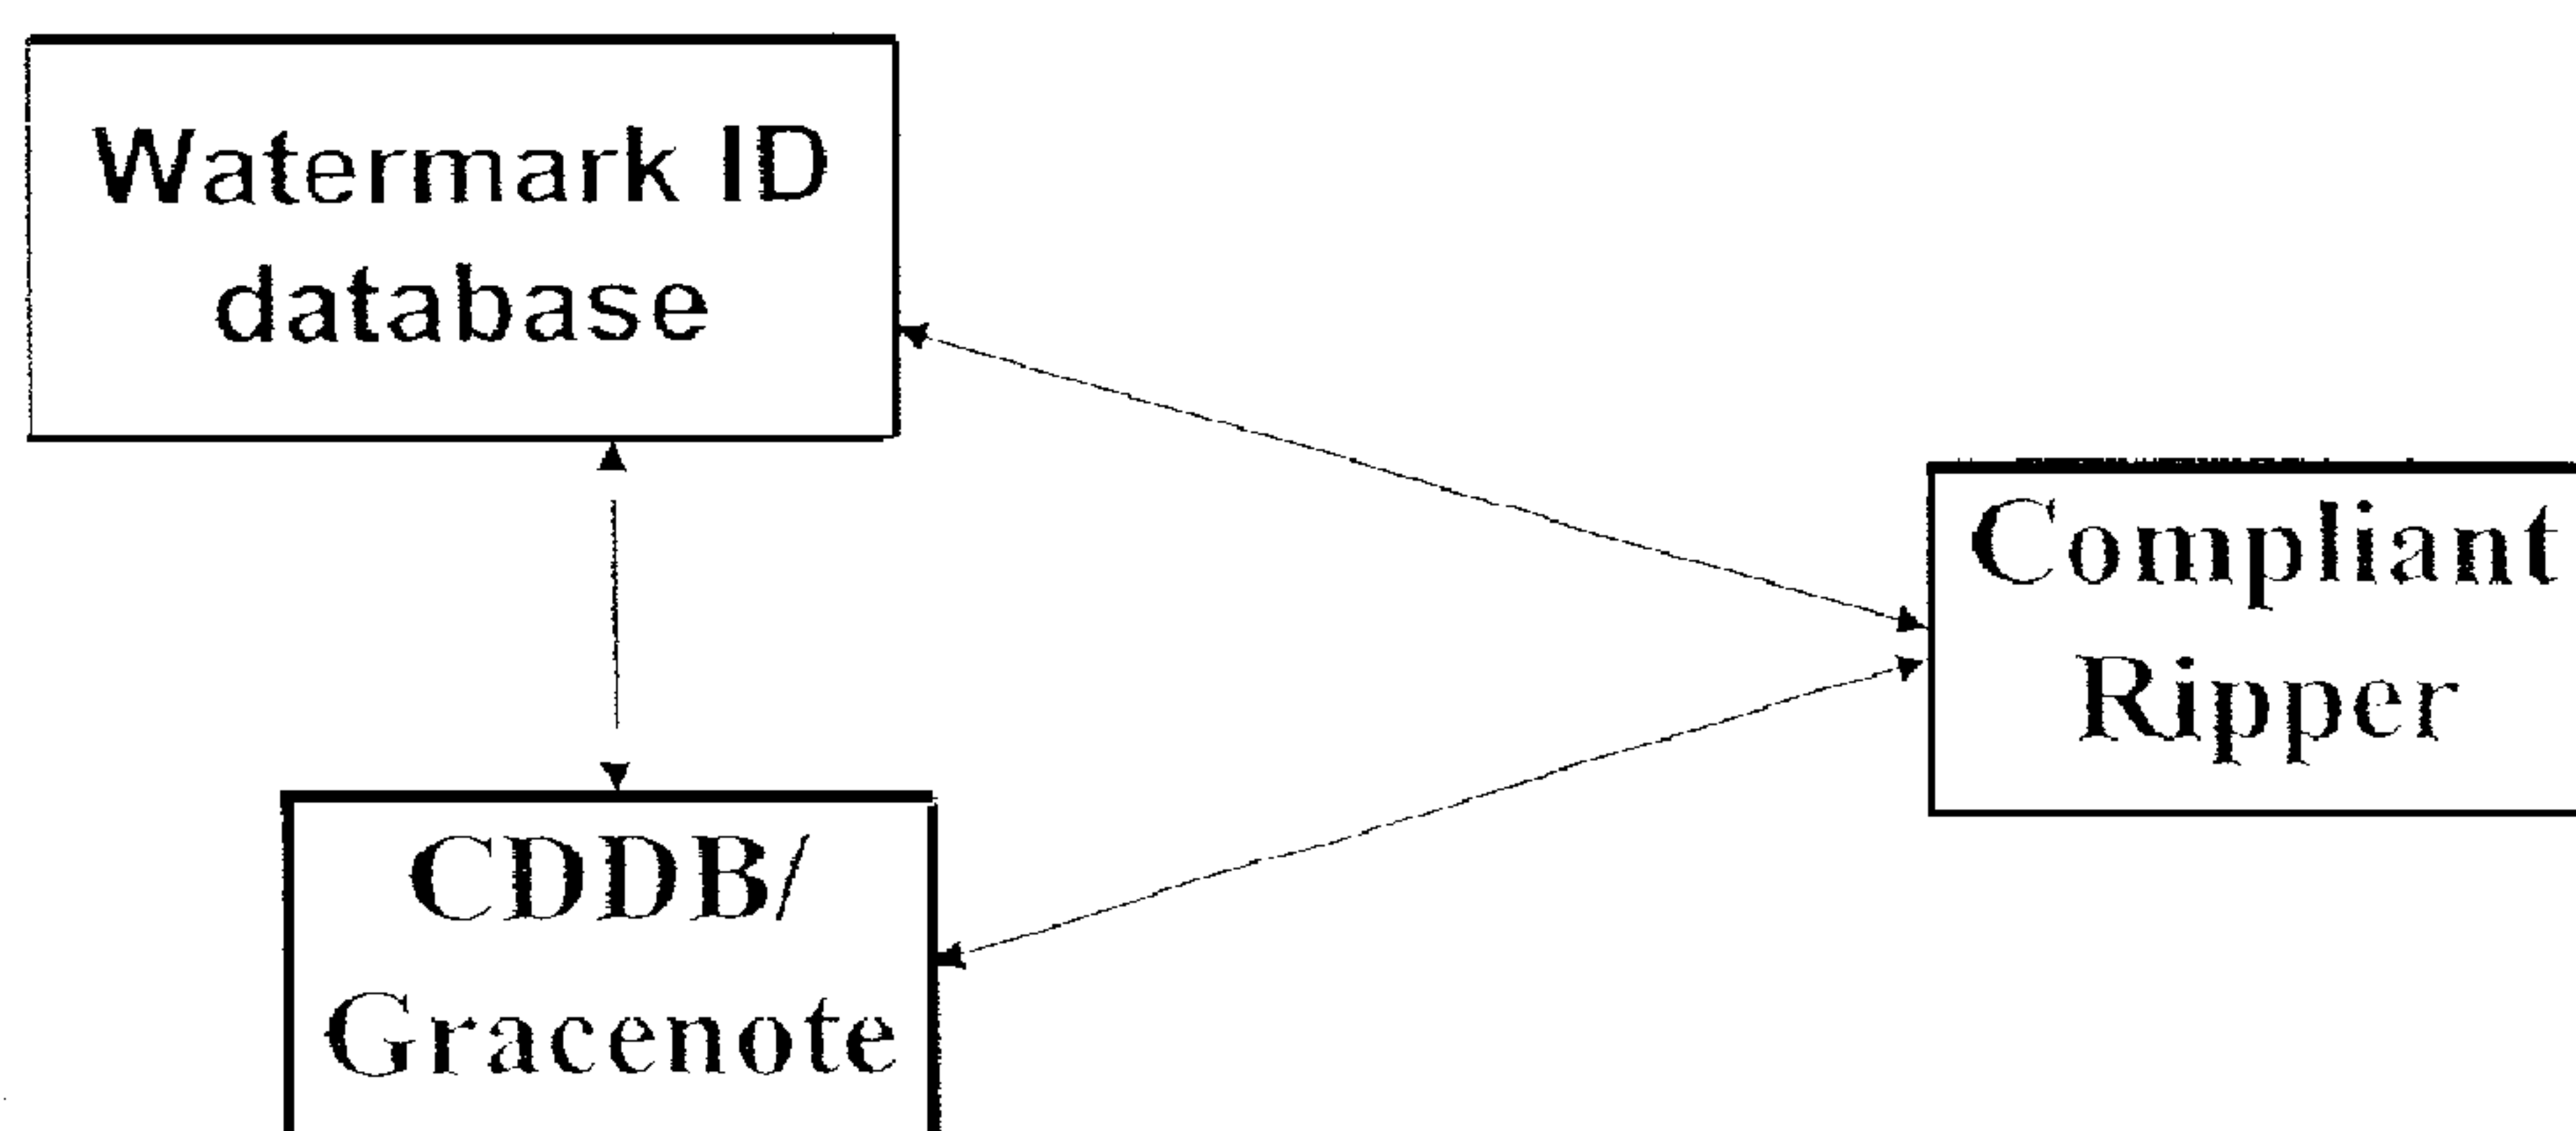 Watermark ID
database
Compliant
Ripper
CDDB/
Gracenote